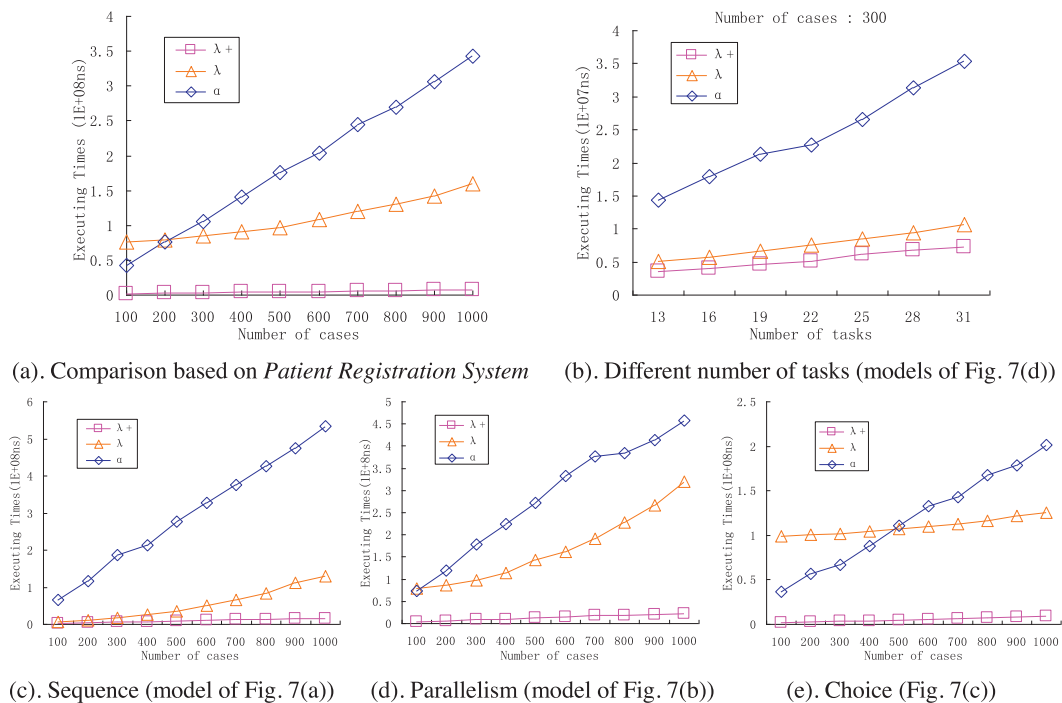 4
3.5
3
2.5
2
1.5
1
0.5
0
Executing Times (1E+08ns)
λ+
λ
α
100 200 300 400 500 600 700 800 900 1000
Number of cases
Number of cases : 300
4
3.5
3
2.5
2
1.5
1
0.5
0
Executing Times(1E+07ns)
λ+
λ
α
13 16 19 22 25 28 31
Number of tasks
(a). Comparison based on Patient Registration System
(b). Different number of tasks (models of Fig. 7(d))
6
5
4
3
2
1
0
Executing Times(1E+08ns)
λ+
λ
α
100 200 300 400 500 600 700 800 900 1000
Number of cases
5
4.5
4
3.5
3
2.5
2
1.5
1
0.5
0
Executing Times(1E+8ns)
λ+
λ
α
100 200 300 400 500 600 700 800 900 1000
Number of cases
2.5
2
1.5
1
0.5
0
Executing Times(1E+08ns)
λ+
λ
α
100 200 300 400 500 600 700 800 900 1000
Number of cases
(c). Sequence (model of Fig. 7(a))
(d). Parallelism (model of Fig. 7(b))
(e). Choice (Fig. 7(c))